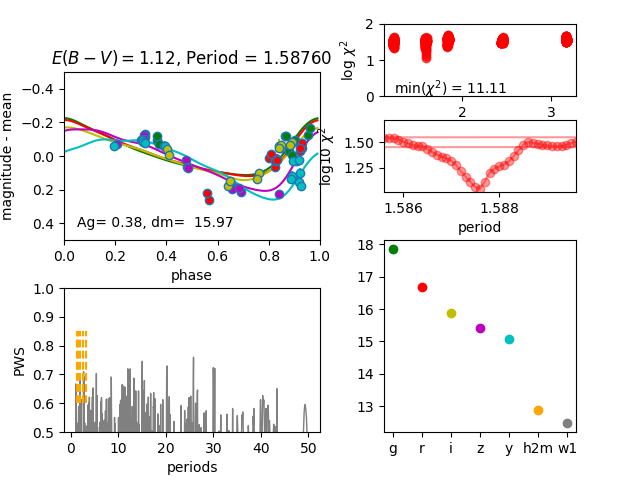 E(B − V) = 1.12, Period = 1.58760
magnitude - mean
−0.4
−0.2
0.0
0.2
0.4
Ag= 0.38, dm= 15.97
0.0 0.2 0.4 0.6 0.8 1.0
phase
log χ²
2
1
0
min(χ²) = 11.11
2 3
log10 χ²
1.50
1.25
1.586 1.588
period
PWS
1.0
0.9
0.8
0.7
0.6
0.5
0 10 20 30 40 50
periods
18
17
16
15
14
13
g r i z y h2m w1